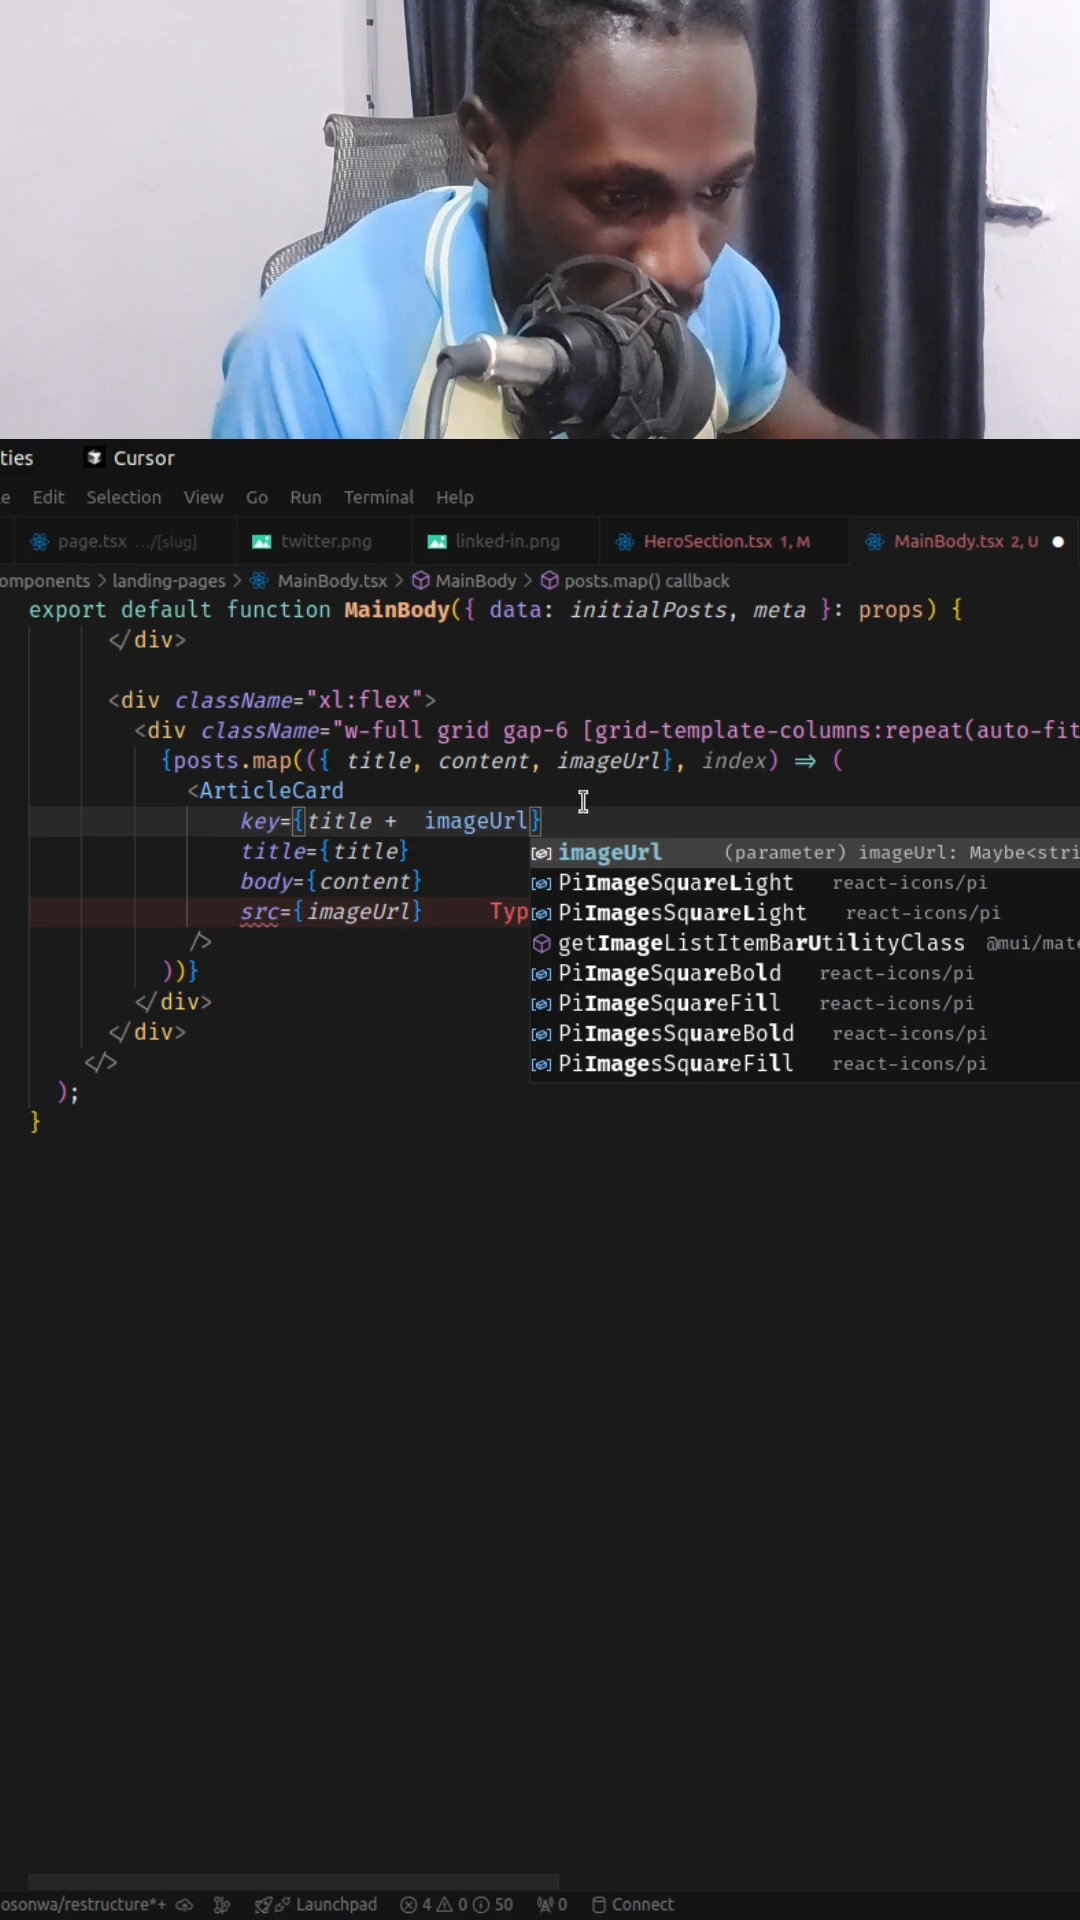 ties Cursor
e Edit Selection View Go Run Terminal Help
page.tsx .../[slug] twitter.png linked-in.png HeroSection.tsx 1, M MainBody.tsx 2, U
omponents > landing-pages > MainBody.tsx > MainBody > posts.map() callback
export default function MainBody({ data: initialPosts, meta }: props) {
</div>
<div className="xl:flex">
<div className="w-full grid gap-6 [grid-template-columns:repeat(auto-fit
{posts.map(({ title, content, imageUrl}, index) => (
<ArticleCard
key={title + imageUrl}
title={title}
body={content}
src={imageUrl} Typ
/>
))}
</div>
</div>
</>
);
}
imageUrl (parameter) imageUrl: Maybe<stri
PiImageSquareLight react-icons/pi
PiImagesSquareLight react-icons/pi
getImageListItemBarUtilityClass @mui/mate
PiImageSquareBold react-icons/pi
PiImageSquareFill react-icons/pi
PiImagesSquareBold react-icons/pi
PiImagesSquareFill react-icons/pi
osonwa/restructure*+ Launchpad 4 0 50 0 Connect